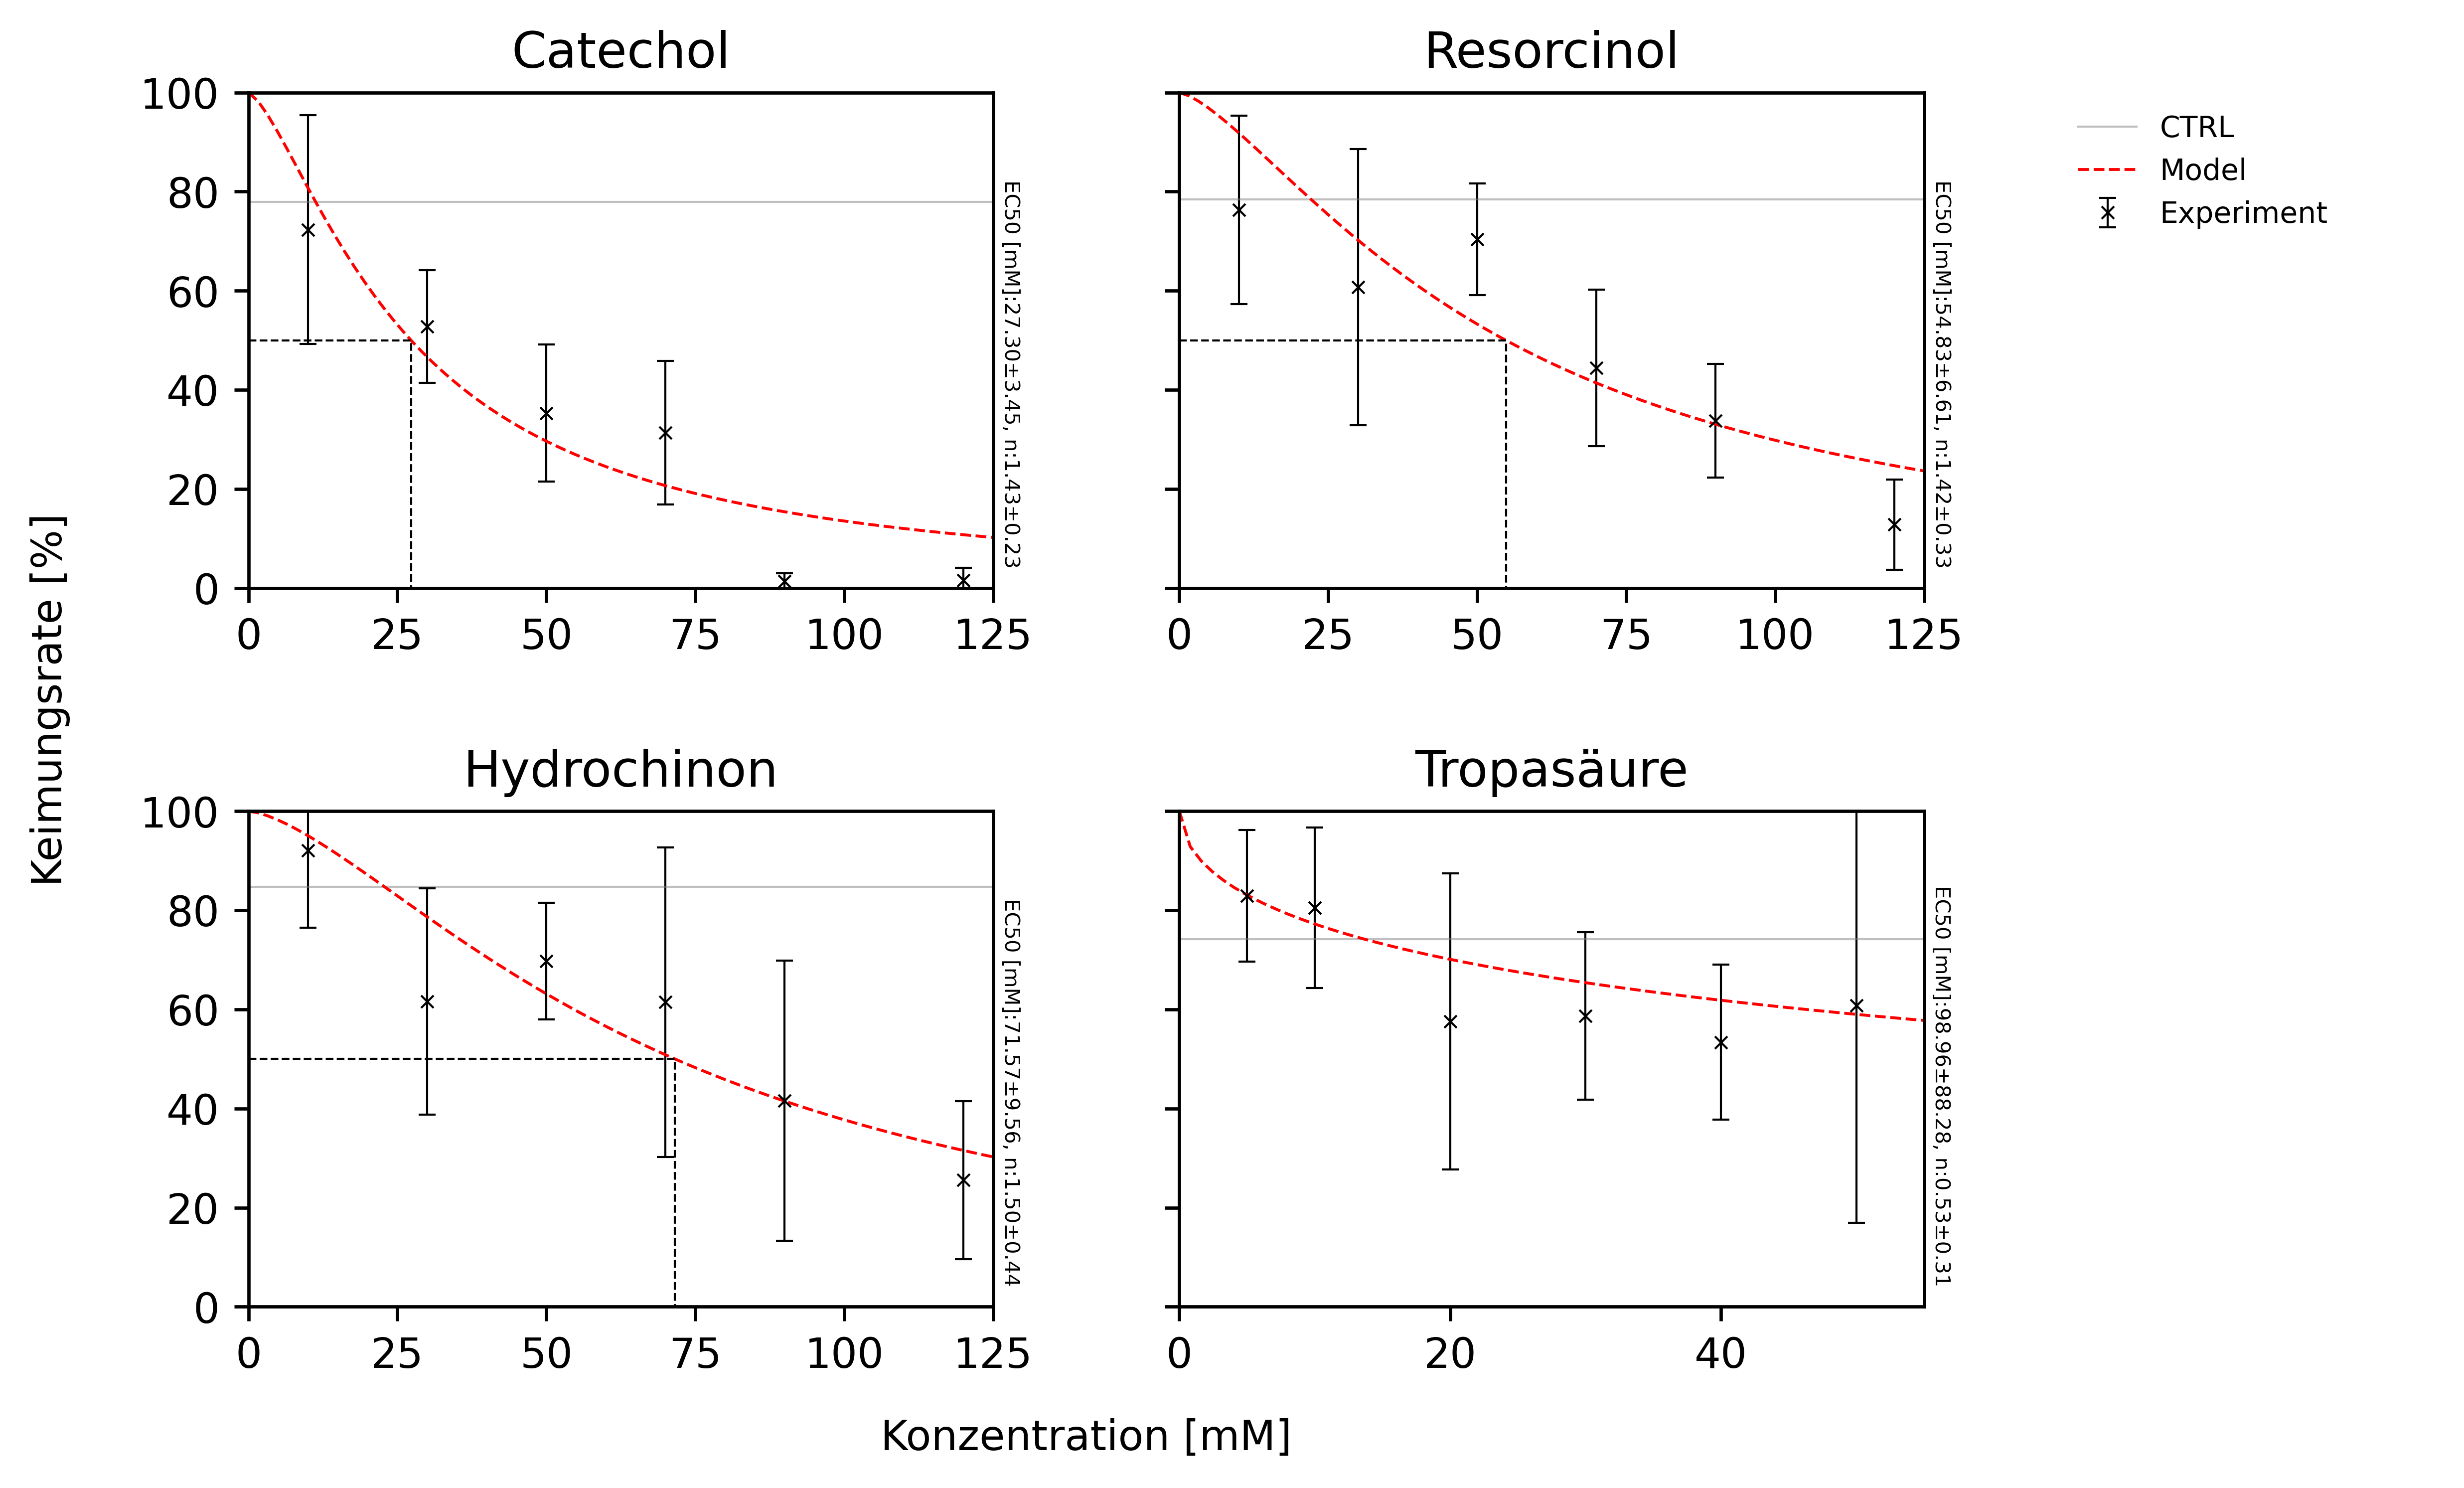 Catechol
Resorcinol
100
80
60
40
20
0
0 25 50 75 100 125
EC50 [mM]:27.30±3.45, n:1.43±0.23
0 25 50 75 100 125
EC50 [mM]:54.83±6.61, n:1.42±0.33
CTRL
Model
Experiment
Keimungsrate [%]
Hydrochinon
Tropasäure
100
80
60
40
20
0
0 25 50 75 100 125
EC50 [mM]:71.57±9.56, n:1.50±0.44
0 20 40
EC50 [mM]:98.96±88.28, n:0.53±0.31
Konzentration [mM]